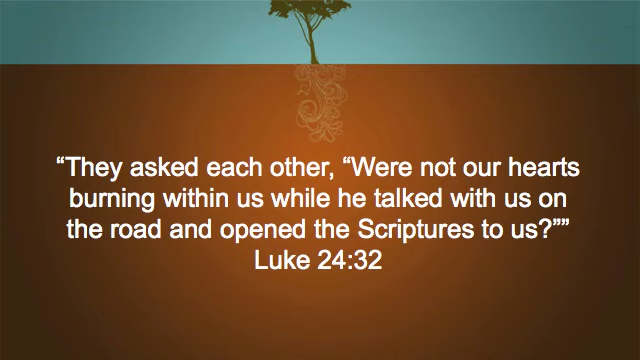 “They asked each other, “Were not our hearts
burning within us while he talked with us on
the road and opened the Scriptures to us?””
Luke 24:32